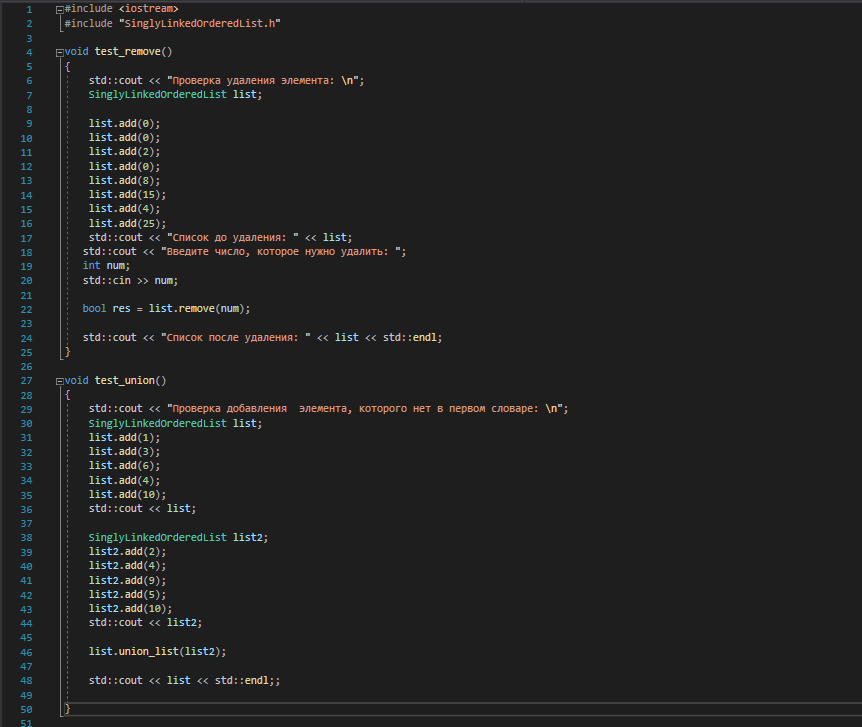 1 #include <iostream>
2 #include "SinglyLinkedOrderedList.h"
3
4 void test_remove()
5 {
6 std::cout << "Проверка удаления элемента: \n";
7 SinglyLinkedOrderedList list;
8
9 list.add(0);
10 list.add(0);
11 list.add(2);
12 list.add(0);
13 list.add(8);
14 list.add(15);
15 list.add(4);
16 list.add(25);
17 std::cout << "Список до удаления: " << list;
18 std::cout << "Введите число, которое нужно удалить: ";
19 int num;
20 std::cin >> num;
21
22 bool res = list.remove(num);
23
24 std::cout << "Список после удаления: " << list << std::endl;
25 }
26
27 void test_union()
28 {
29 std::cout << "Проверка добавления  элемента, которого нет в первом словаре: \n";
30 SinglyLinkedOrderedList list;
31 list.add(1);
32 list.add(3);
33 list.add(6);
34 list.add(4);
35 list.add(10);
36 std::cout << list;
37
38 SinglyLinkedOrderedList list2;
39 list2.add(2);
40 list2.add(4);
41 list2.add(9);
42 list2.add(5);
43 list2.add(10);
44 std::cout << list2;
45
46 list.union_list(list2);
47
48 std::cout << list << std::endl;;
49
50 }
51